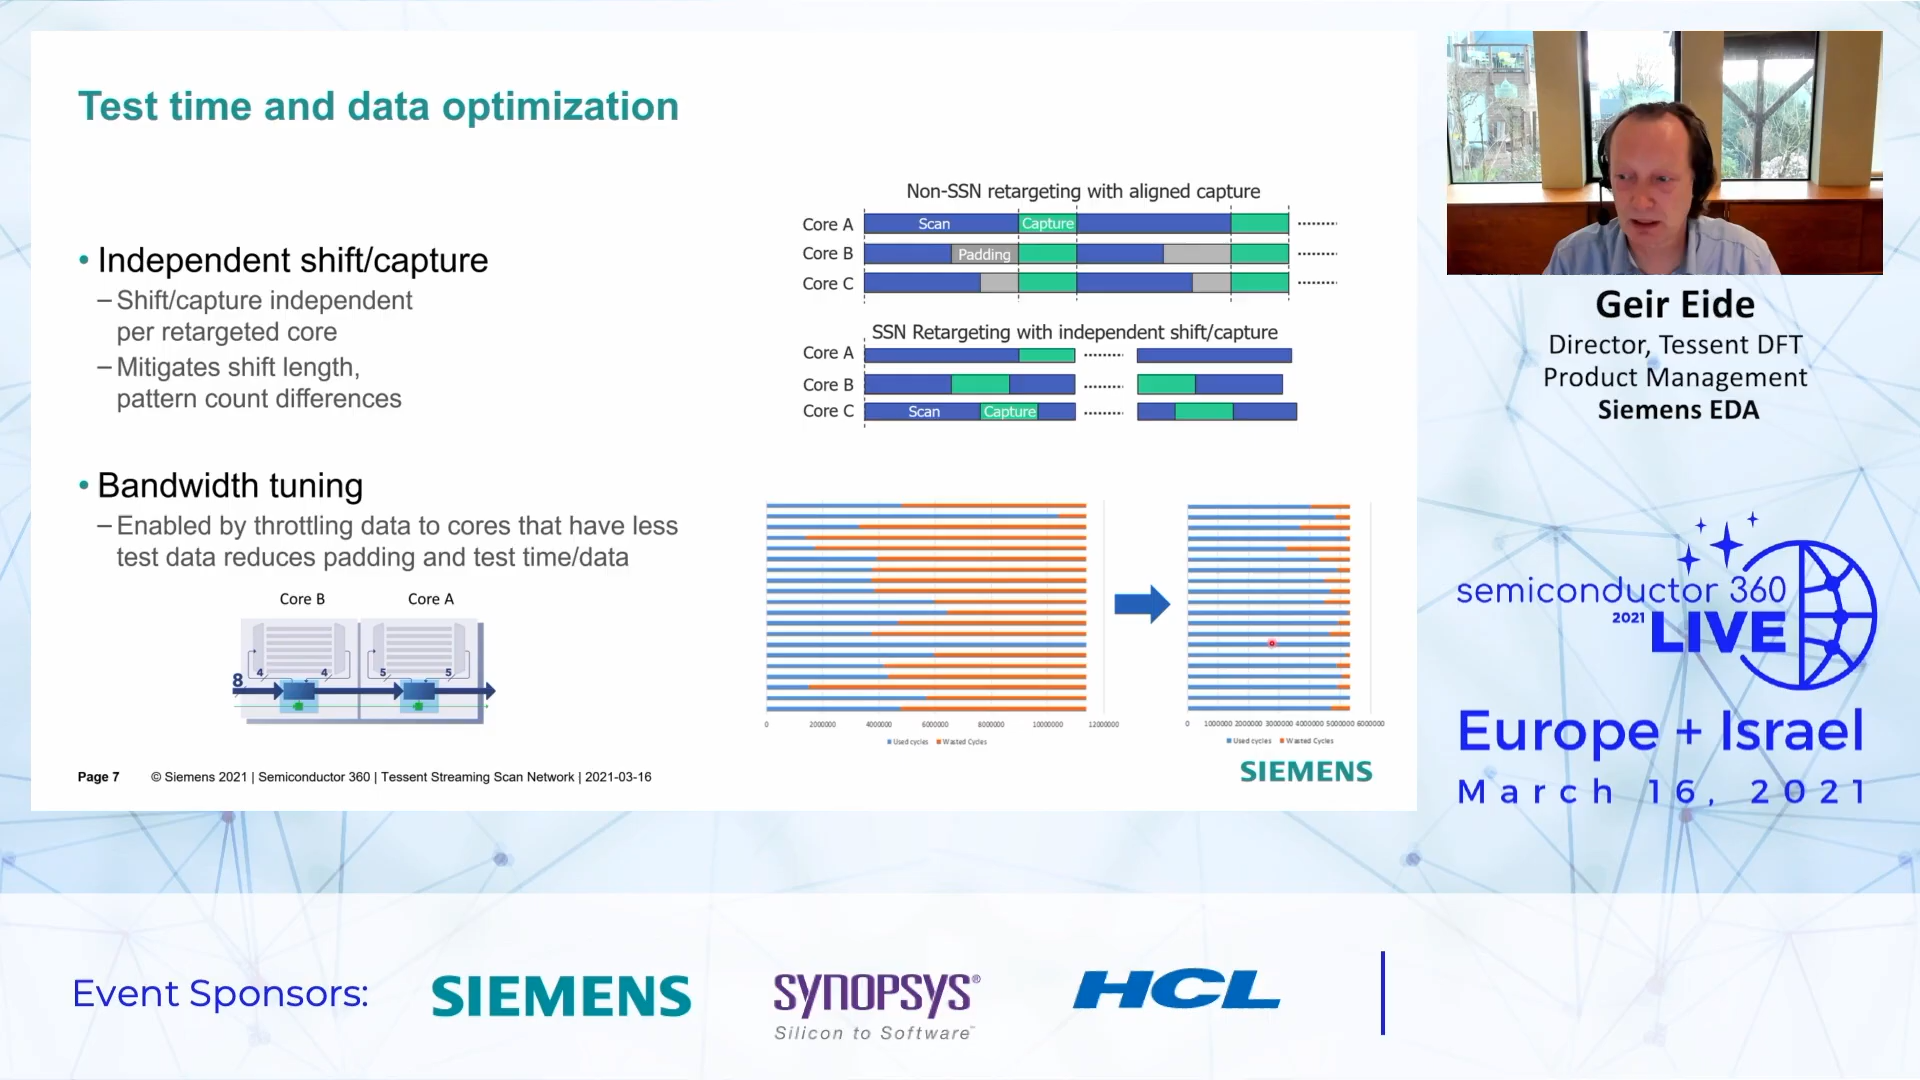 Test time and data optimization
• Independent shift/capture
– Shift/capture independent
per retargeted core
– Mitigates shift length,
pattern count differences
• Bandwidth tuning
– Enabled by throttling data to cores that have less
test data reduces padding and test time/data
Core B Core A
8 4 4 5 5
Non-SSN retargeting with aligned capture
Core A Scan Capture
Core B Padding
Core C
SSN Retargeting with independent shift/capture
Core A
Core B
Core C Scan Capture
0 2000000 4000000 6000000 8000000 10000000 12000000
Used cycles Wasted Cycles
0 1000000 2000000 3000000 4000000 5000000 6000000
Used cycles Wasted Cycles
Page 7 © Siemens 2021 | Semiconductor 360 | Tessent Streaming Scan Network | 2021-03-16
SIEMENS
Geir Eide
Director, Tessent DFT
Product Management
Siemens EDA
semiconductor 360
2021 LIVE
Europe + Israel
March 16, 2021
Event Sponsors:
SIEMENS
SYNOPSYS®
Silicon to Software™
HCL